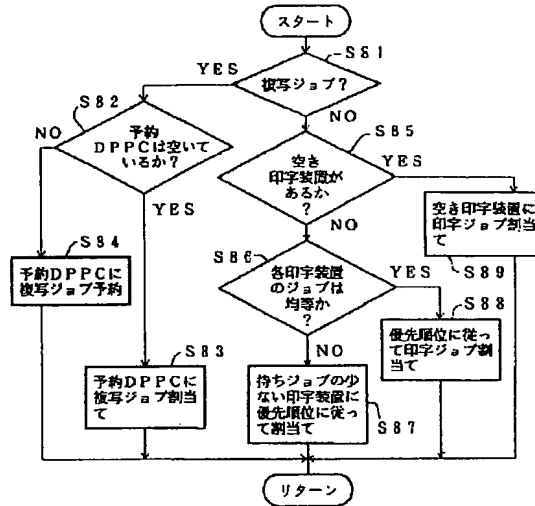 スタート
S81
複写ジョブ?
YES
NO
S82
予約
DPPCは空いて
いるか?
NO
YES
S85
空き
印字装置が
あるか
?
YES
NO
S84
予約DPPCに
複写ジョブ予約
S86
各印字装置
のジョブは
均等か
?
YES
NO
空き印字装置に
印字ジョブ割当
て
S89
S88
優先順位に従っ
て印字ジョブ割
当て
S83
予約DPPCに
複写ジョブ割当
て
待ちジョブの少
ない印字装置に
優先順位に従っ
て割当て
S87
リターン